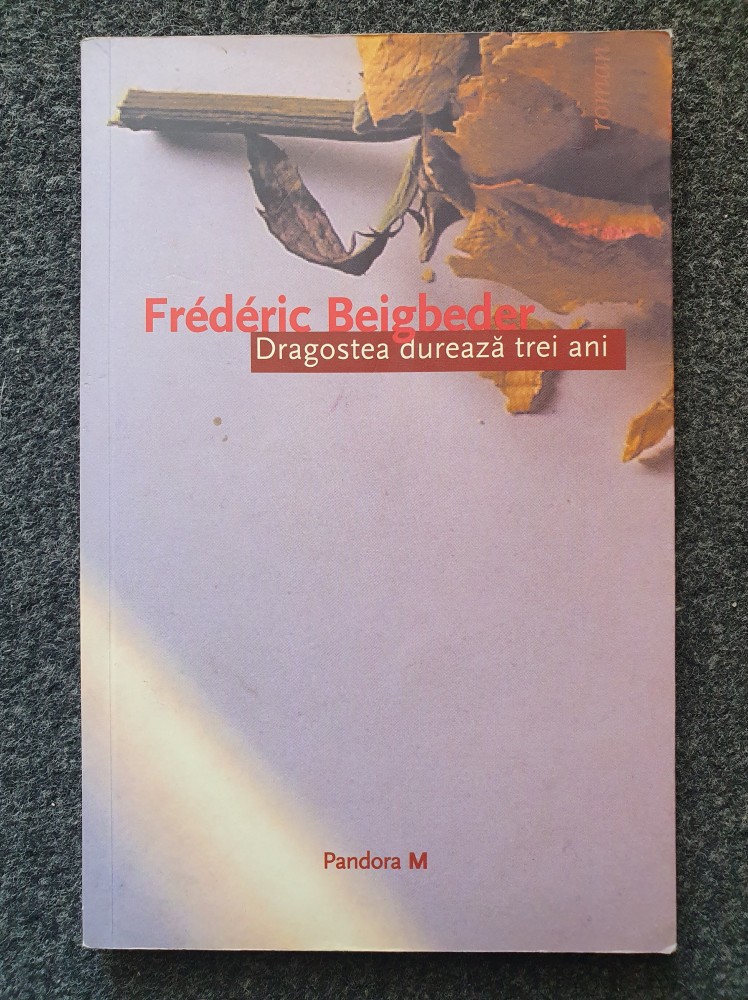 roman
Frédéric Beigbeder
Dragostea durează trei ani
Pandora M